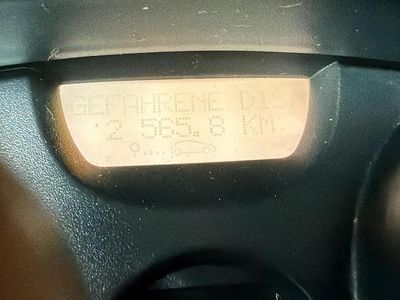 GEFAHRENE DIS.
2 565.8 KM